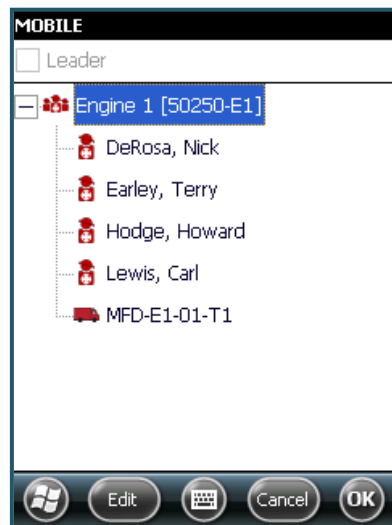 MOBILE
Leader
Engine 1 [50250-E1]
DeRosa, Nick
Earley, Terry
Hodge, Howard
Lewis, Carl
MFD-E1-01-T1
Edit Cancel OK